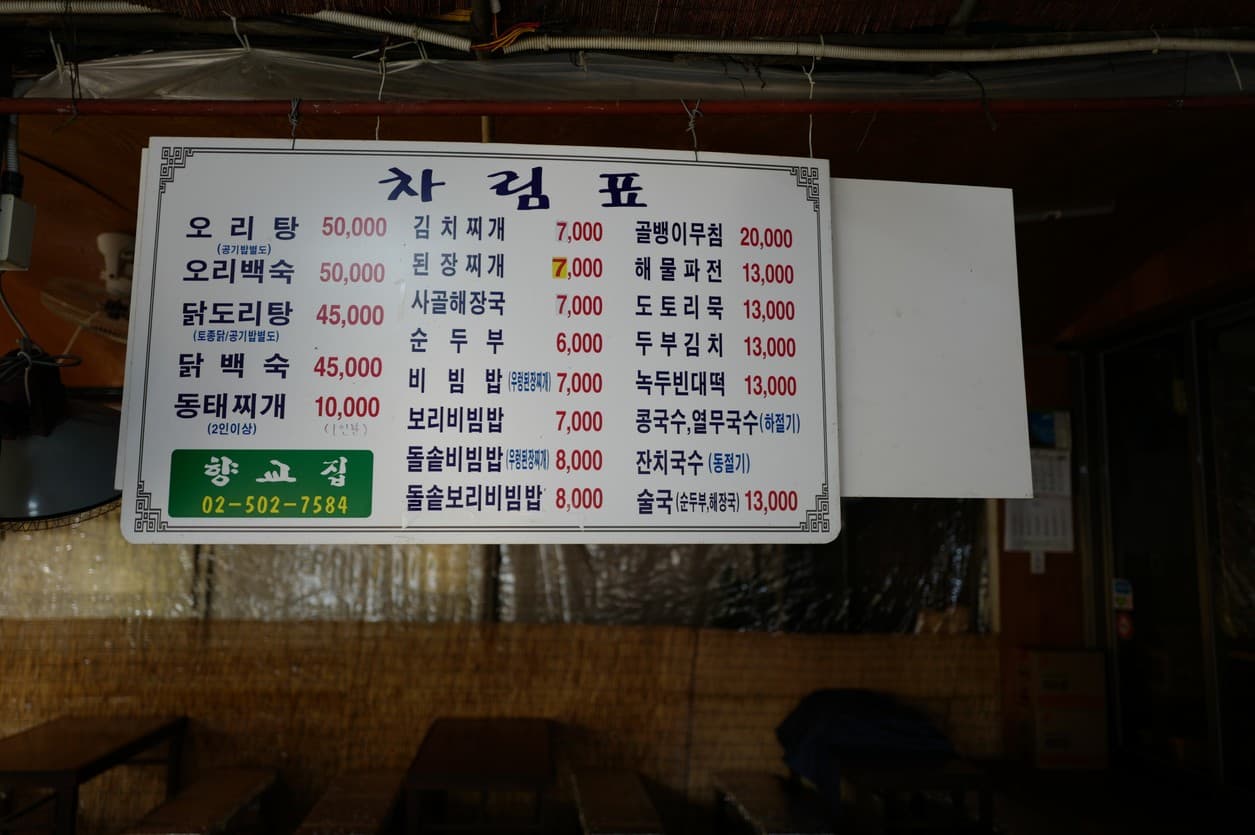 차림표
오리탕 50,000
(공기밥별도)
오리백숙 50,000
닭도리탕 45,000
(토종닭/공기밥별도)
닭백숙 45,000
동태찌개 10,000
(2인이상) (1인분)
향교집
02-502-7584
김치찌개 7,000
된장찌개 7,000
사골해장국 7,000
순두부 6,000
비빔밥(우렁된장찌개) 7,000
보리비빔밥 7,000
돌솥비빔밥(우렁된장찌개) 8,000
돌솥보리비빔밥 8,000
골뱅이무침 20,000
해물파전 13,000
도토리묵 13,000
두부김치 13,000
녹두빈대떡 13,000
콩국수,열무국수(하절기)
잔치국수(동절기)
술국(순두부,해장국) 13,000